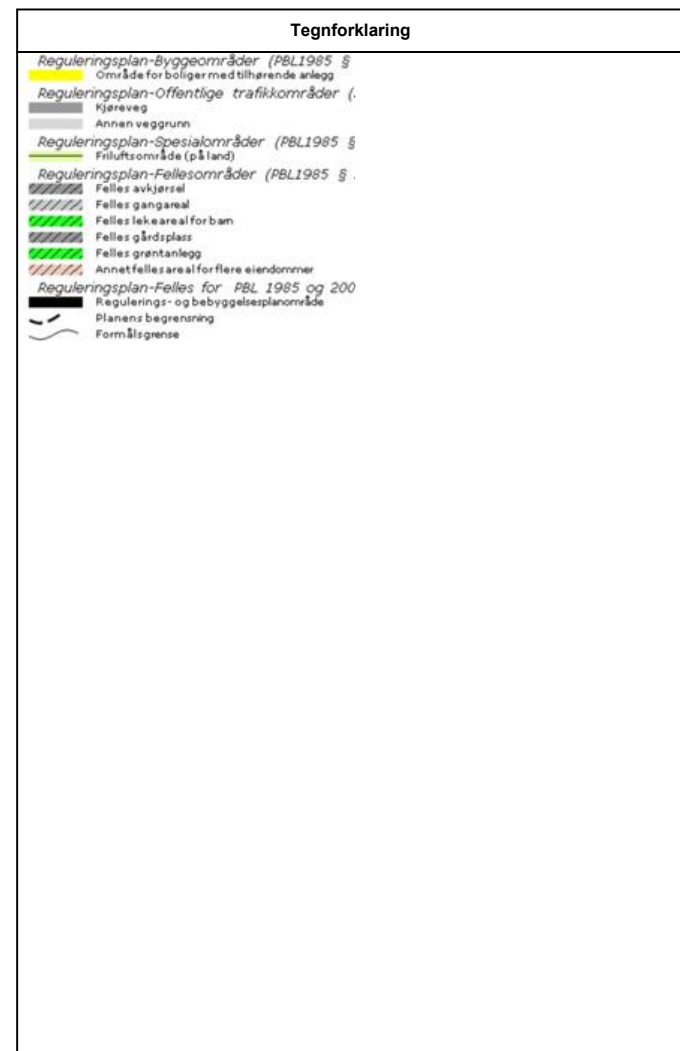 Tegnforklaring
Reguleringsplan-Byggeområder (PBL1985 §
Område for boliger med tilhørende anlegg
Reguleringsplan-Offentlige trafikkområder (.
Kjøreveg
Annen veggrunn
Reguleringsplan-Spesialområder (PBL1985 §
Friluftsområde (på land)
Reguleringsplan-Fellesområder (PBL1985 § .
Felles avkjørsel
Felles gangareal
Felles lekeareal for barn
Felles gårdsplass
Felles grøntanlegg
Annet felles areal for flere eiendommer
Reguleringsplan-Felles for PBL 1985 og 200
Regulerings- og bebyggelsesplanområde
Planens begrensning
Formålsgrense